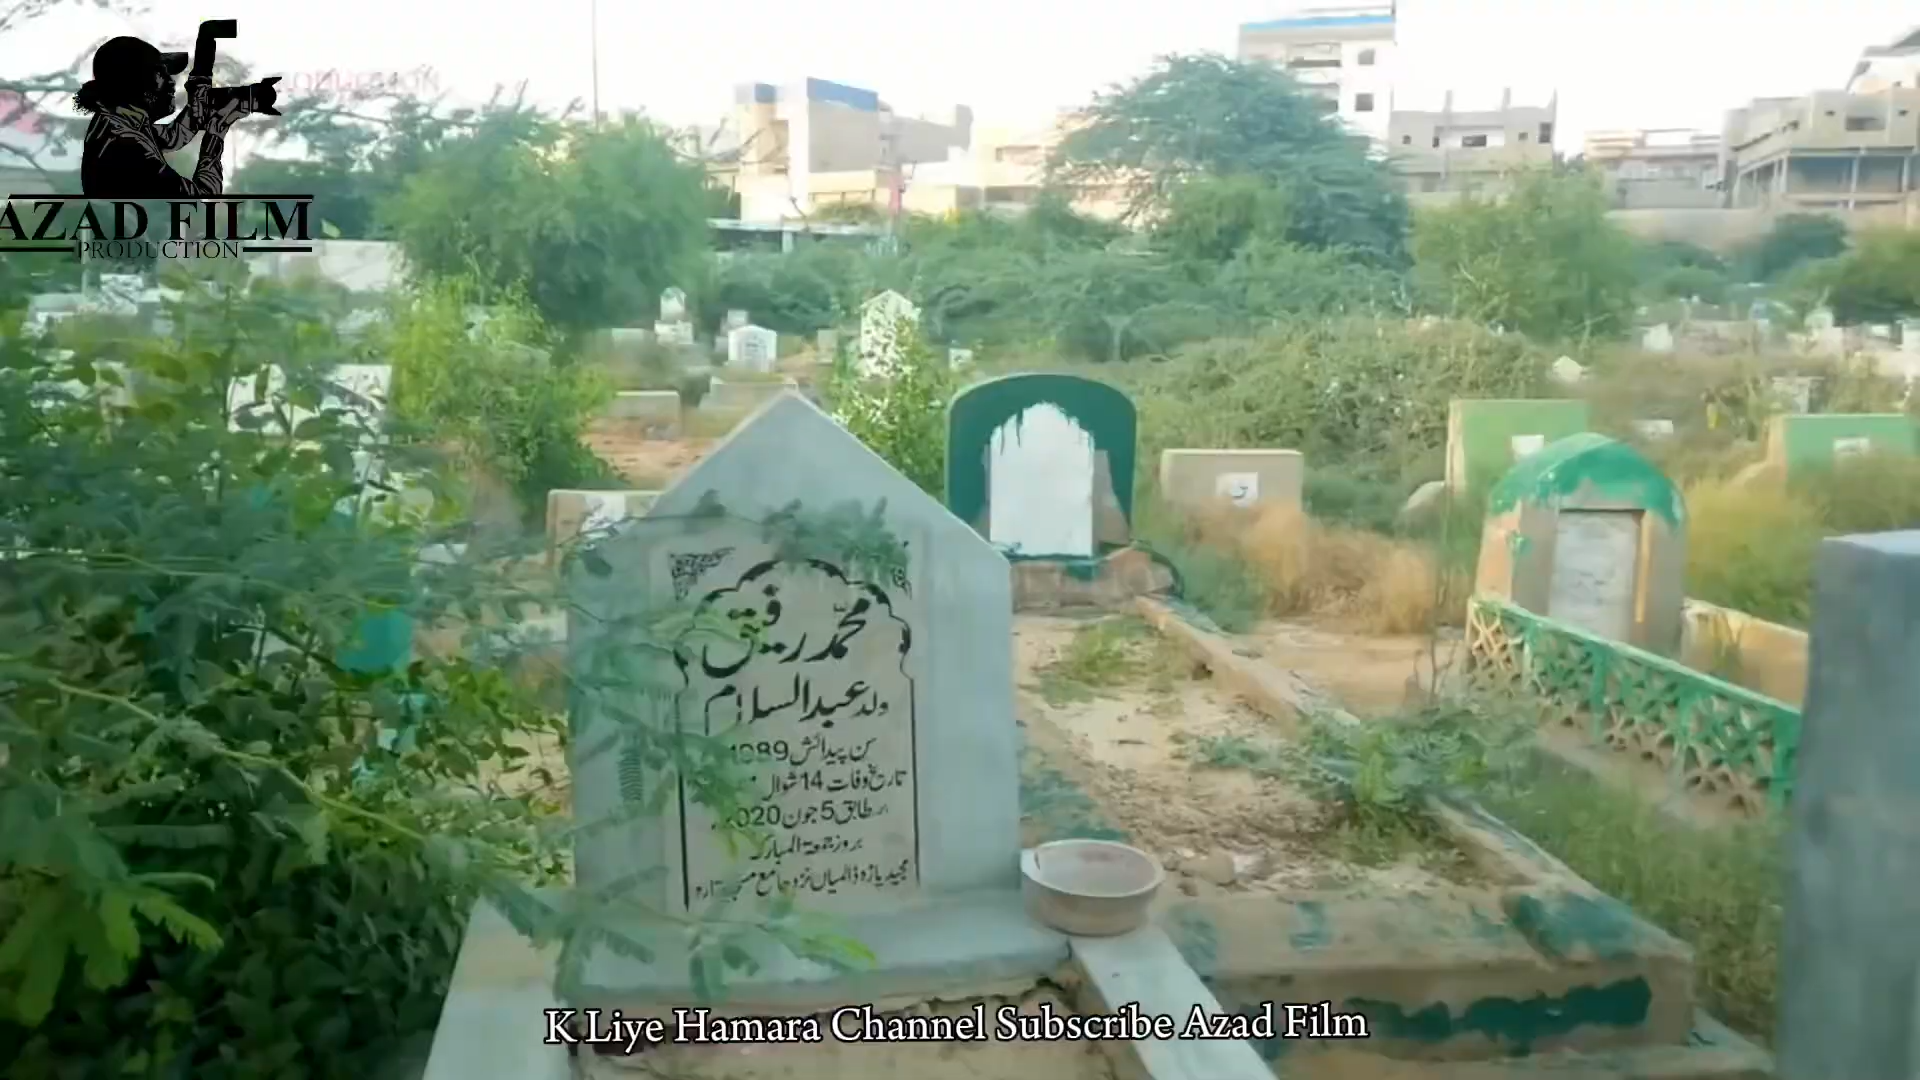 AZAD FILM
PRODUCTION
محمد رفیق
ولد عبدالسلام
سن پیدائش 1989
تاریخ وفات 14 شوال
بمطابق 5 جون 2020
بروز جمعۃ المبارک
K Liye Hamara Channel Subscribe Azad Film